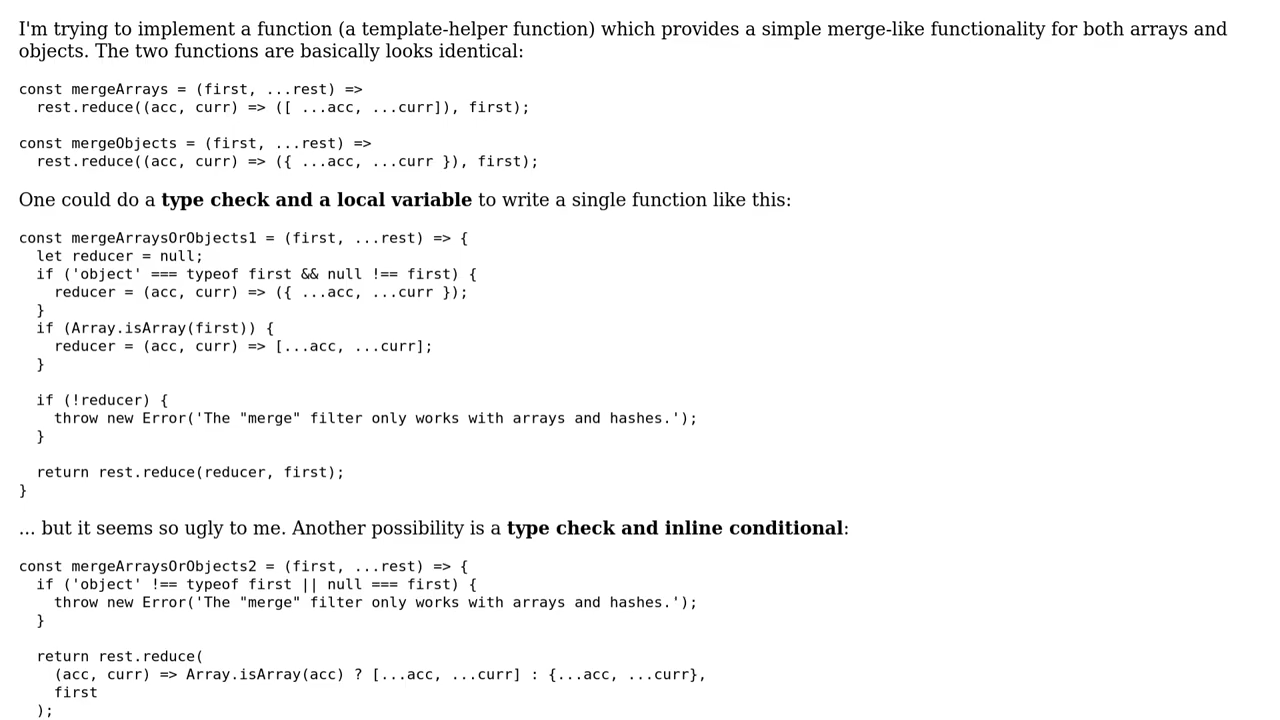 I'm trying to implement a function (a template-helper function) which provides a simple merge-like functionality for both arrays and
objects. The two functions are basically looks identical:
const mergeArrays = (first, ...rest) =>
  rest.reduce((acc, curr) => ([ ...acc, ...curr]), first);
const mergeObjects = (first, ...rest) =>
  rest.reduce((acc, curr) => ({ ...acc, ...curr }), first);
One could do a type check and a local variable to write a single function like this:
const mergeArraysOrObjects1 = (first, ...rest) => {
  let reducer = null;
  if ('object' === typeof first && null !== first) {
    reducer = (acc, curr) => ({ ...acc, ...curr });
  }
  if (Array.isArray(first)) {
    reducer = (acc, curr) => [...acc, ...curr];
  }
  if (!reducer) {
    throw new Error('The "merge" filter only works with arrays and hashes.');
  }
  return rest.reduce(reducer, first);
}
... but it seems so ugly to me. Another possibility is a type check and inline conditional:
const mergeArraysOrObjects2 = (first, ...rest) => {
  if ('object' !== typeof first || null === first) {
    throw new Error('The "merge" filter only works with arrays and hashes.');
  }
  return rest.reduce(
    (acc, curr) => Array.isArray(acc) ? [...acc, ...curr] : {...acc, ...curr},
    first
  );